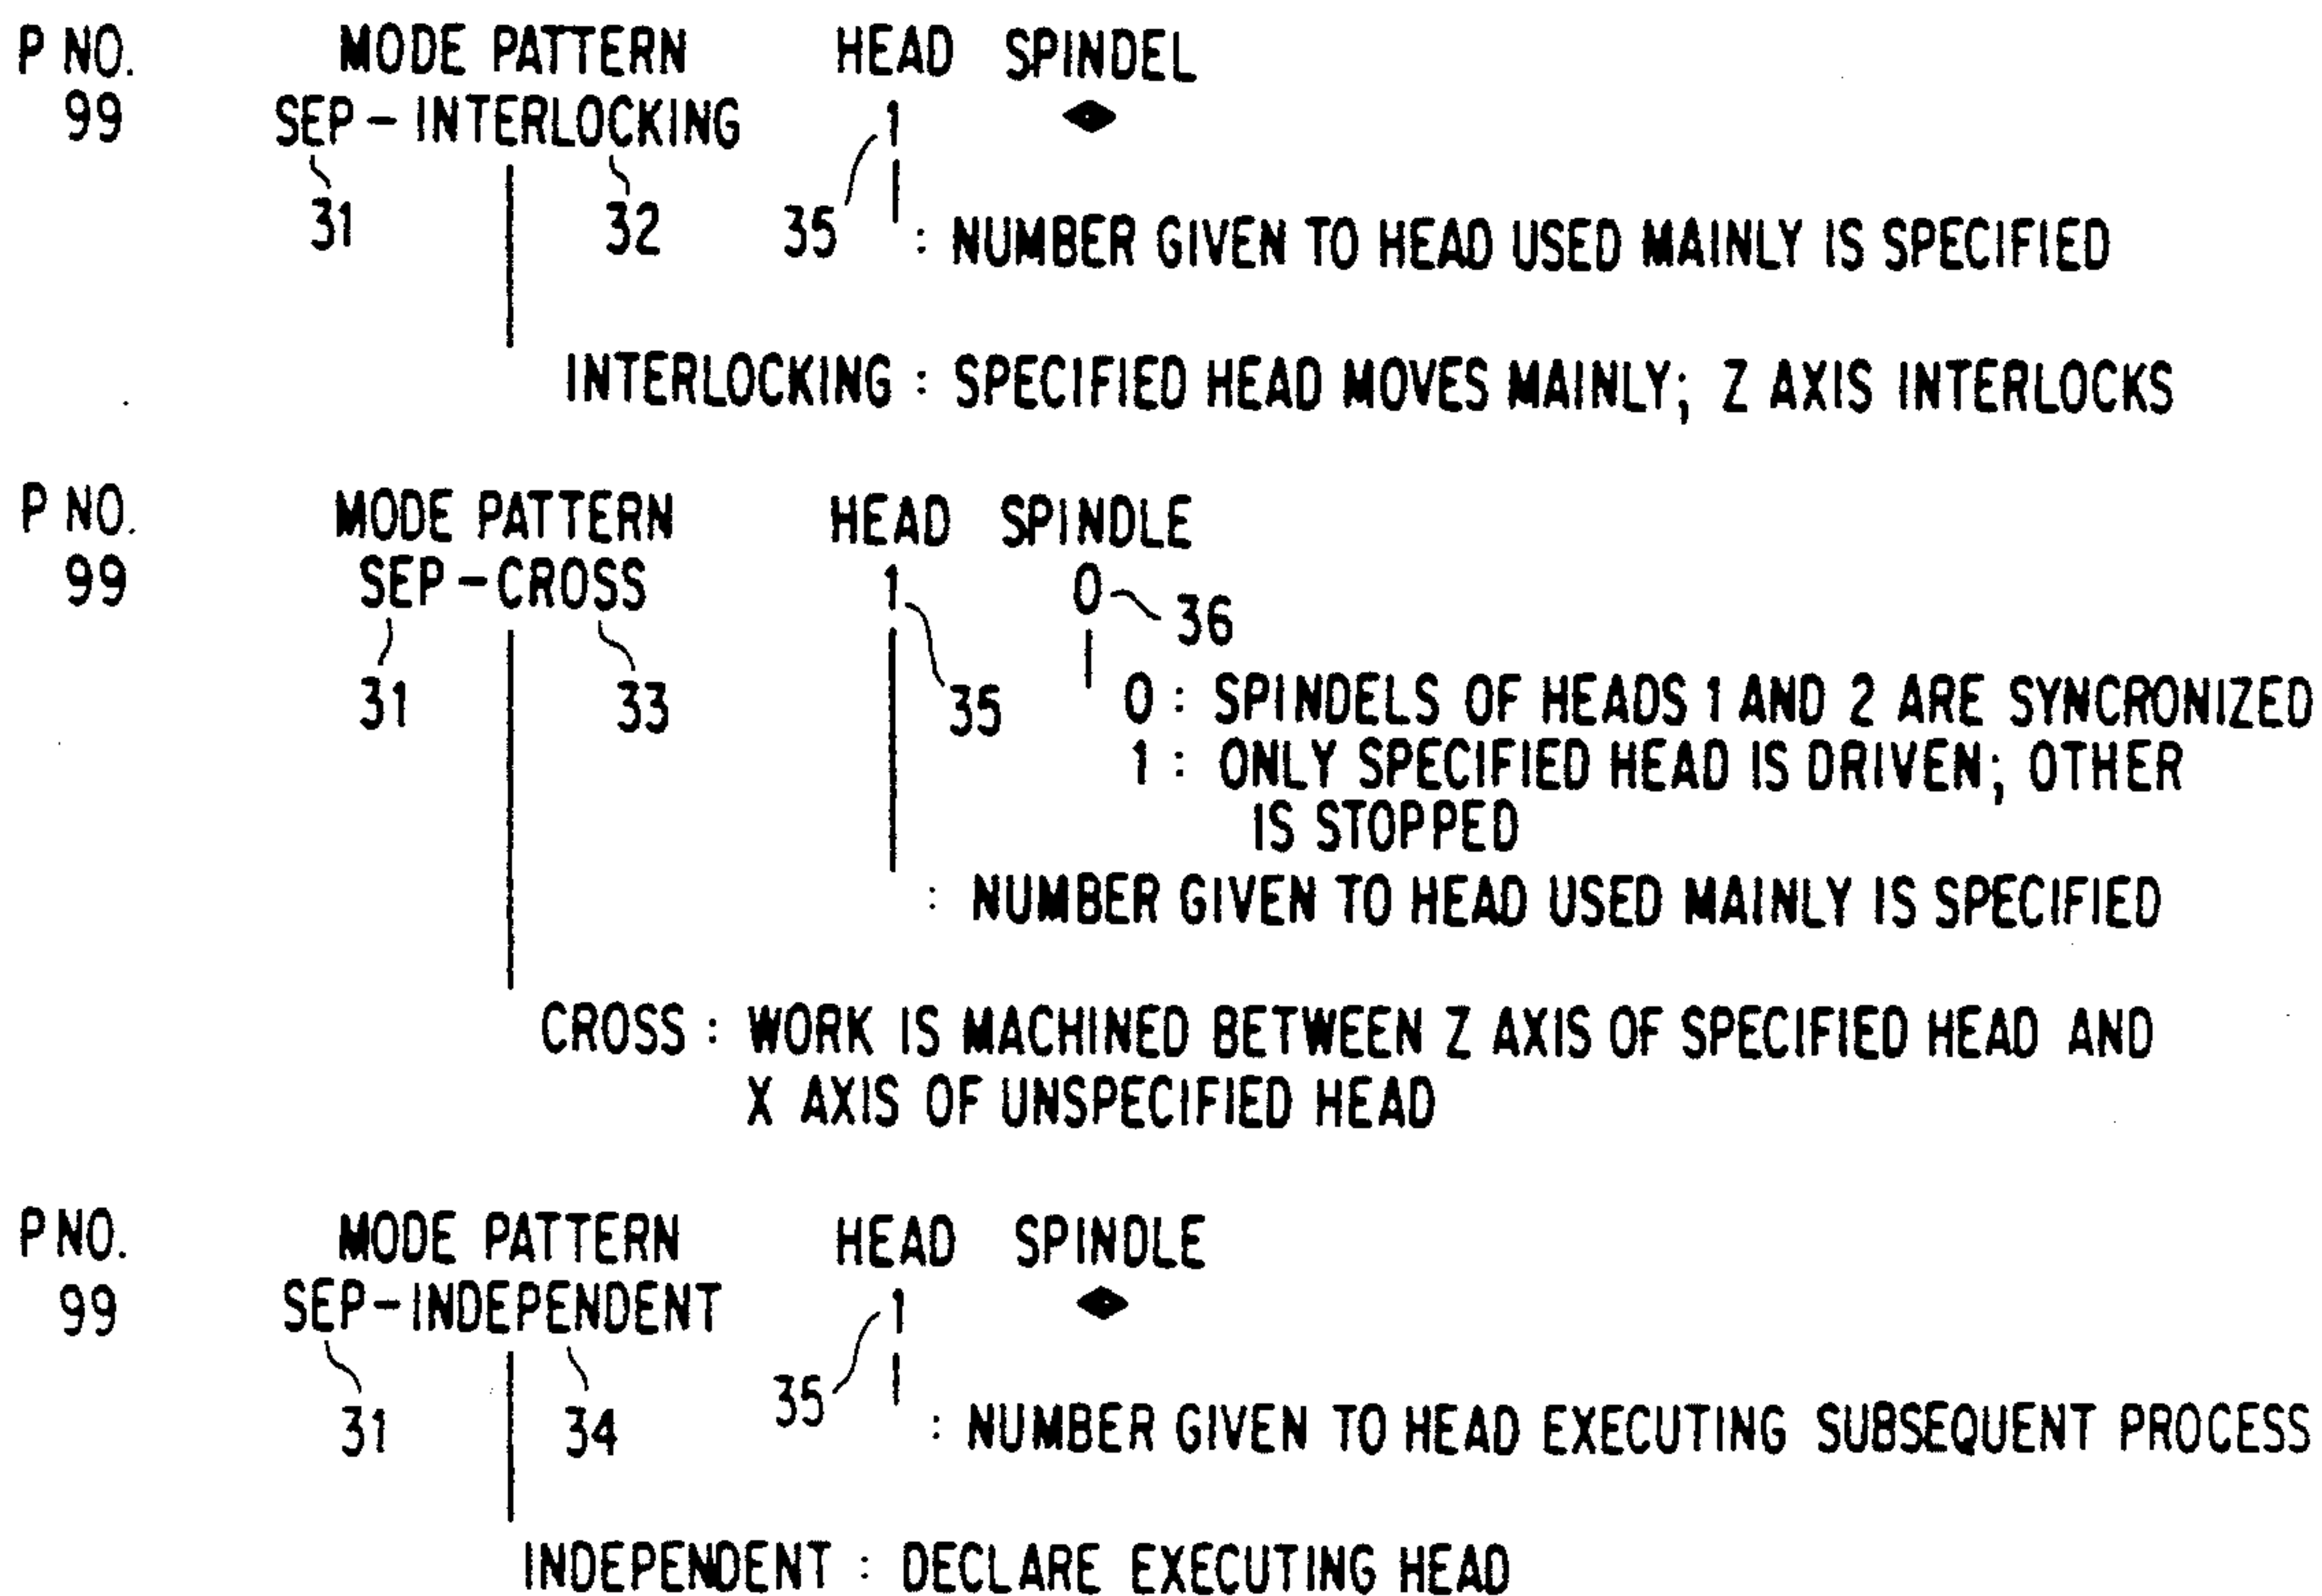 P NO. MODE PATTERN HEAD SPINDEL
99 SEP-INTERLOCKING 1
31 32 35 : NUMBER GIVEN TO HEAD USED MAINLY IS SPECIFIED
INTERLOCKING : SPECIFIED HEAD MOVES MAINLY; Z AXIS INTERLOCKS
P NO. MODE PATTERN HEAD SPINDLE
99 SEP-CROSS 1 0 36
31 33 35 0 : SPINDELS OF HEADS 1 AND 2 ARE SYNCRONIZED
1 : ONLY SPECIFIED HEAD IS DRIVEN; OTHER
IS STOPPED
: NUMBER GIVEN TO HEAD USED MAINLY IS SPECIFIED
CROSS : WORK IS MACHINED BETWEEN Z AXIS OF SPECIFIED HEAD AND
X AXIS OF UNSPECIFIED HEAD
P NO. MODE PATTERN HEAD SPINDLE
99 SEP-INDEPENDENT 1
31 34 35 : NUMBER GIVEN TO HEAD EXECUTING SUBSEQUENT PROCESS
INDEPENDENT : DECLARE EXECUTING HEAD